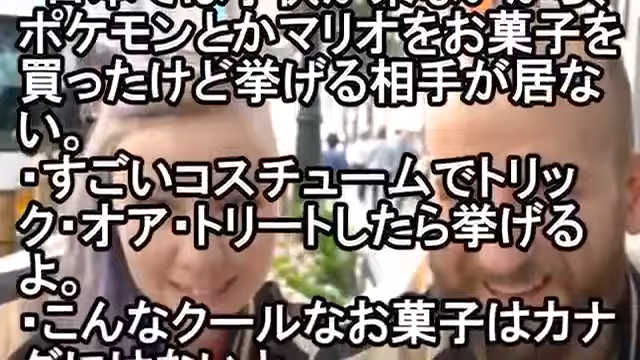 ポケモンとかマリオをお菓子を
買ったけど挙げる相手が居な
い。
・すごいコスチュームでトリッ
ク・オア・トリートしたら挙げる
よ。
・こんなクールなお菓子はカナ